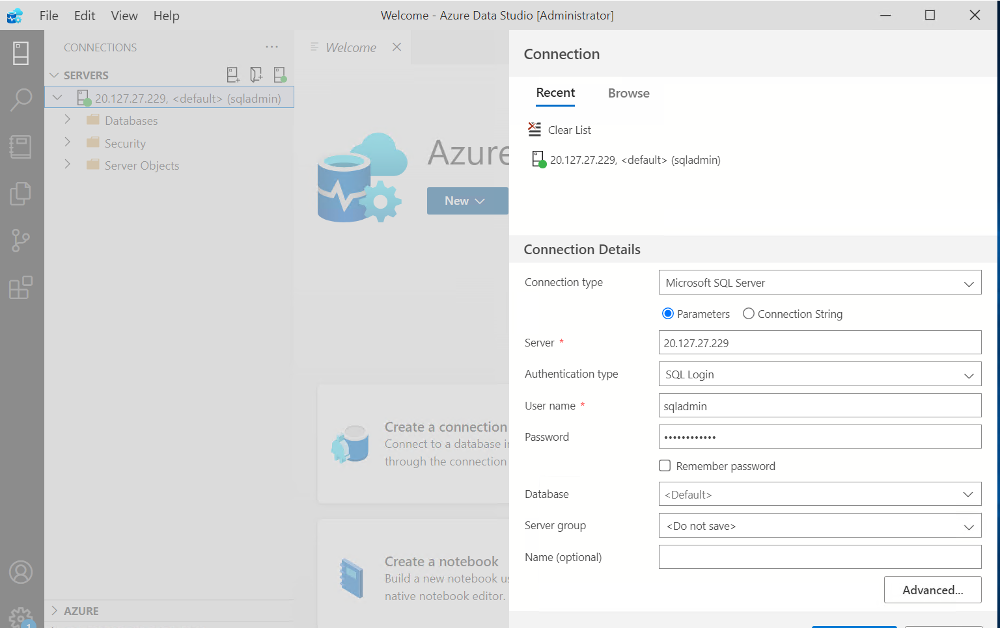 File Edit View Help
Welcome - Azure Data Studio [Administrator]
CONNECTIONS
SERVERS
20.127.27.229, <default> (sqladmin)
Databases
Security
Server Objects
AZURE
1
Welcome
Azure
New
Create a connection
Connect to a database
through the connection
Create a notebook
Build a new notebook
native notebook editor.
Connection
Recent Browse
Clear List
20.127.27.229, <default> (sqladmin)
Connection Details
Connection type Microsoft SQL Server
Parameters Connection String
Server * 20.127.27.229
Authentication type SQL Login
User name * sqladmin
Password ••••••••••••
Remember password
Database <Default>
Server group <Do not save>
Name (optional)
Advanced...